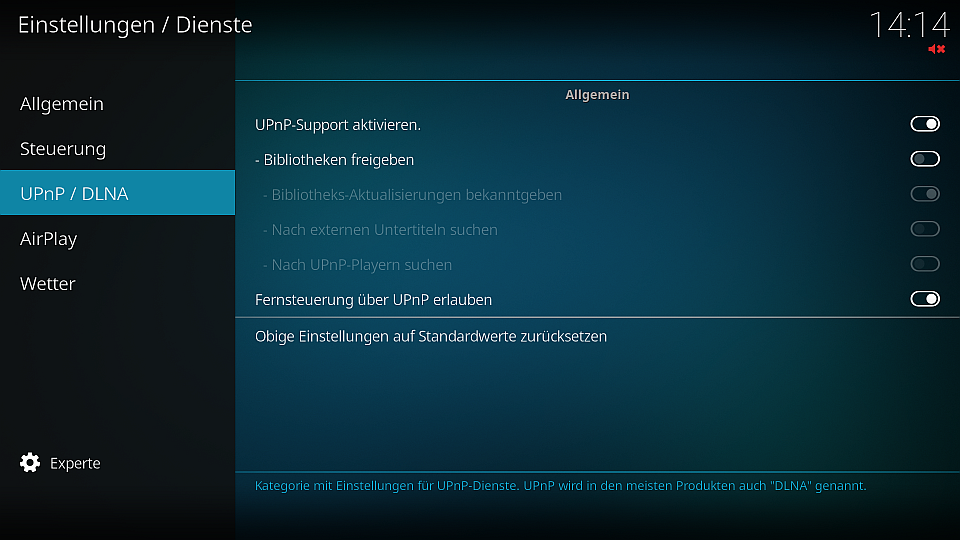 Einstellungen / Dienste
14:14
Allgemein
Steuerung
UPnP / DLNA
AirPlay
Wetter
Experte
Allgemein
UPnP-Support aktivieren.
- Bibliotheken freigeben
- Bibliotheks-Aktualisierungen bekanntgeben
- Nach externen Untertiteln suchen
- Nach UPnP-Playern suchen
Fernsteuerung über UPnP erlauben
Obige Einstellungen auf Standardwerte zurücksetzen
Kategorie mit Einstellungen für UPnP-Dienste. UPnP wird in den meisten Produkten auch "DLNA" genannt.